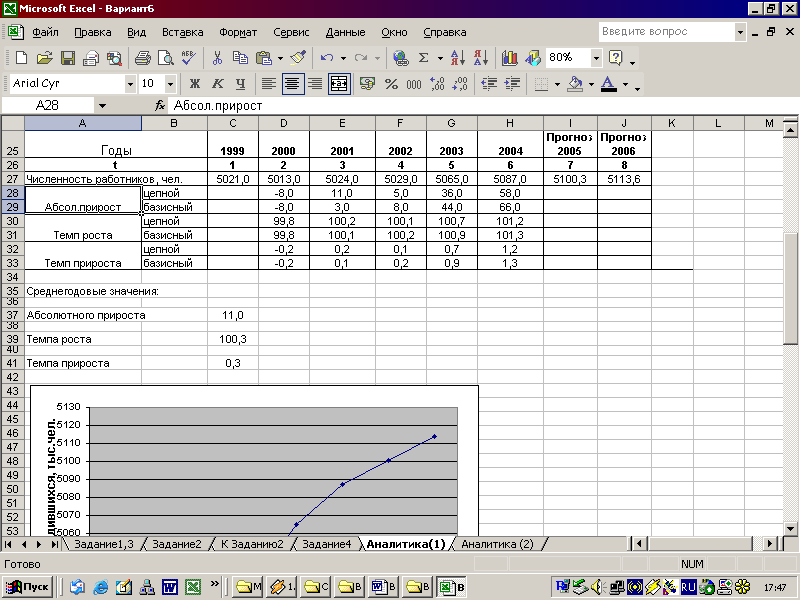 Microsoft Excel - Вариант6
Файл Правка Вид Вставка Формат Сервис Данные Окно Справка Введите вопрос
80%
Arial Cyr 10 Ж К Ч % 000
A28 fx Абсол.прирост
A B C D E F G H I J K L M
Прогноз Прогноз
25 Годы 1999 2000 2001 2002 2003 2004 2005 2006
26 t 1 2 3 4 5 6 7 8
27 Численность работников, чел. 5021,0 5013,0 5024,0 5029,0 5065,0 5087,0 5100,3 5113,6
28 цепной -8,0 11,0 5,0 36,0 58,0
29 Абсол.прирост базисный -8,0 3,0 8,0 44,0 66,0
30 цепной 99,8 100,2 100,1 100,7 101,2
31 Темп роста базисный 99,8 100,1 100,2 100,9 101,3
32 цепной -0,2 0,2 0,1 0,7 1,2
33 Темп прироста базисный -0,2 0,1 0,2 0,9 1,3
34
35 Среднегодовые значения:
36
37 Абсолютного прироста 11,0
38
39 Темпа роста 100,3
40
41 Темпа прироста 0,3
42
43
44 5130
45 5120
46 5110
47 5100
48
49 5090
50 5080
51
52 5070
53 5060
дившихся, тыс.чел.
Задание1,3 Задание2 К Заданию2 Задание4 Аналитика(1) Аналитика (2)
Готово NUM
Пуск М 1. С В В В В RU 17:47